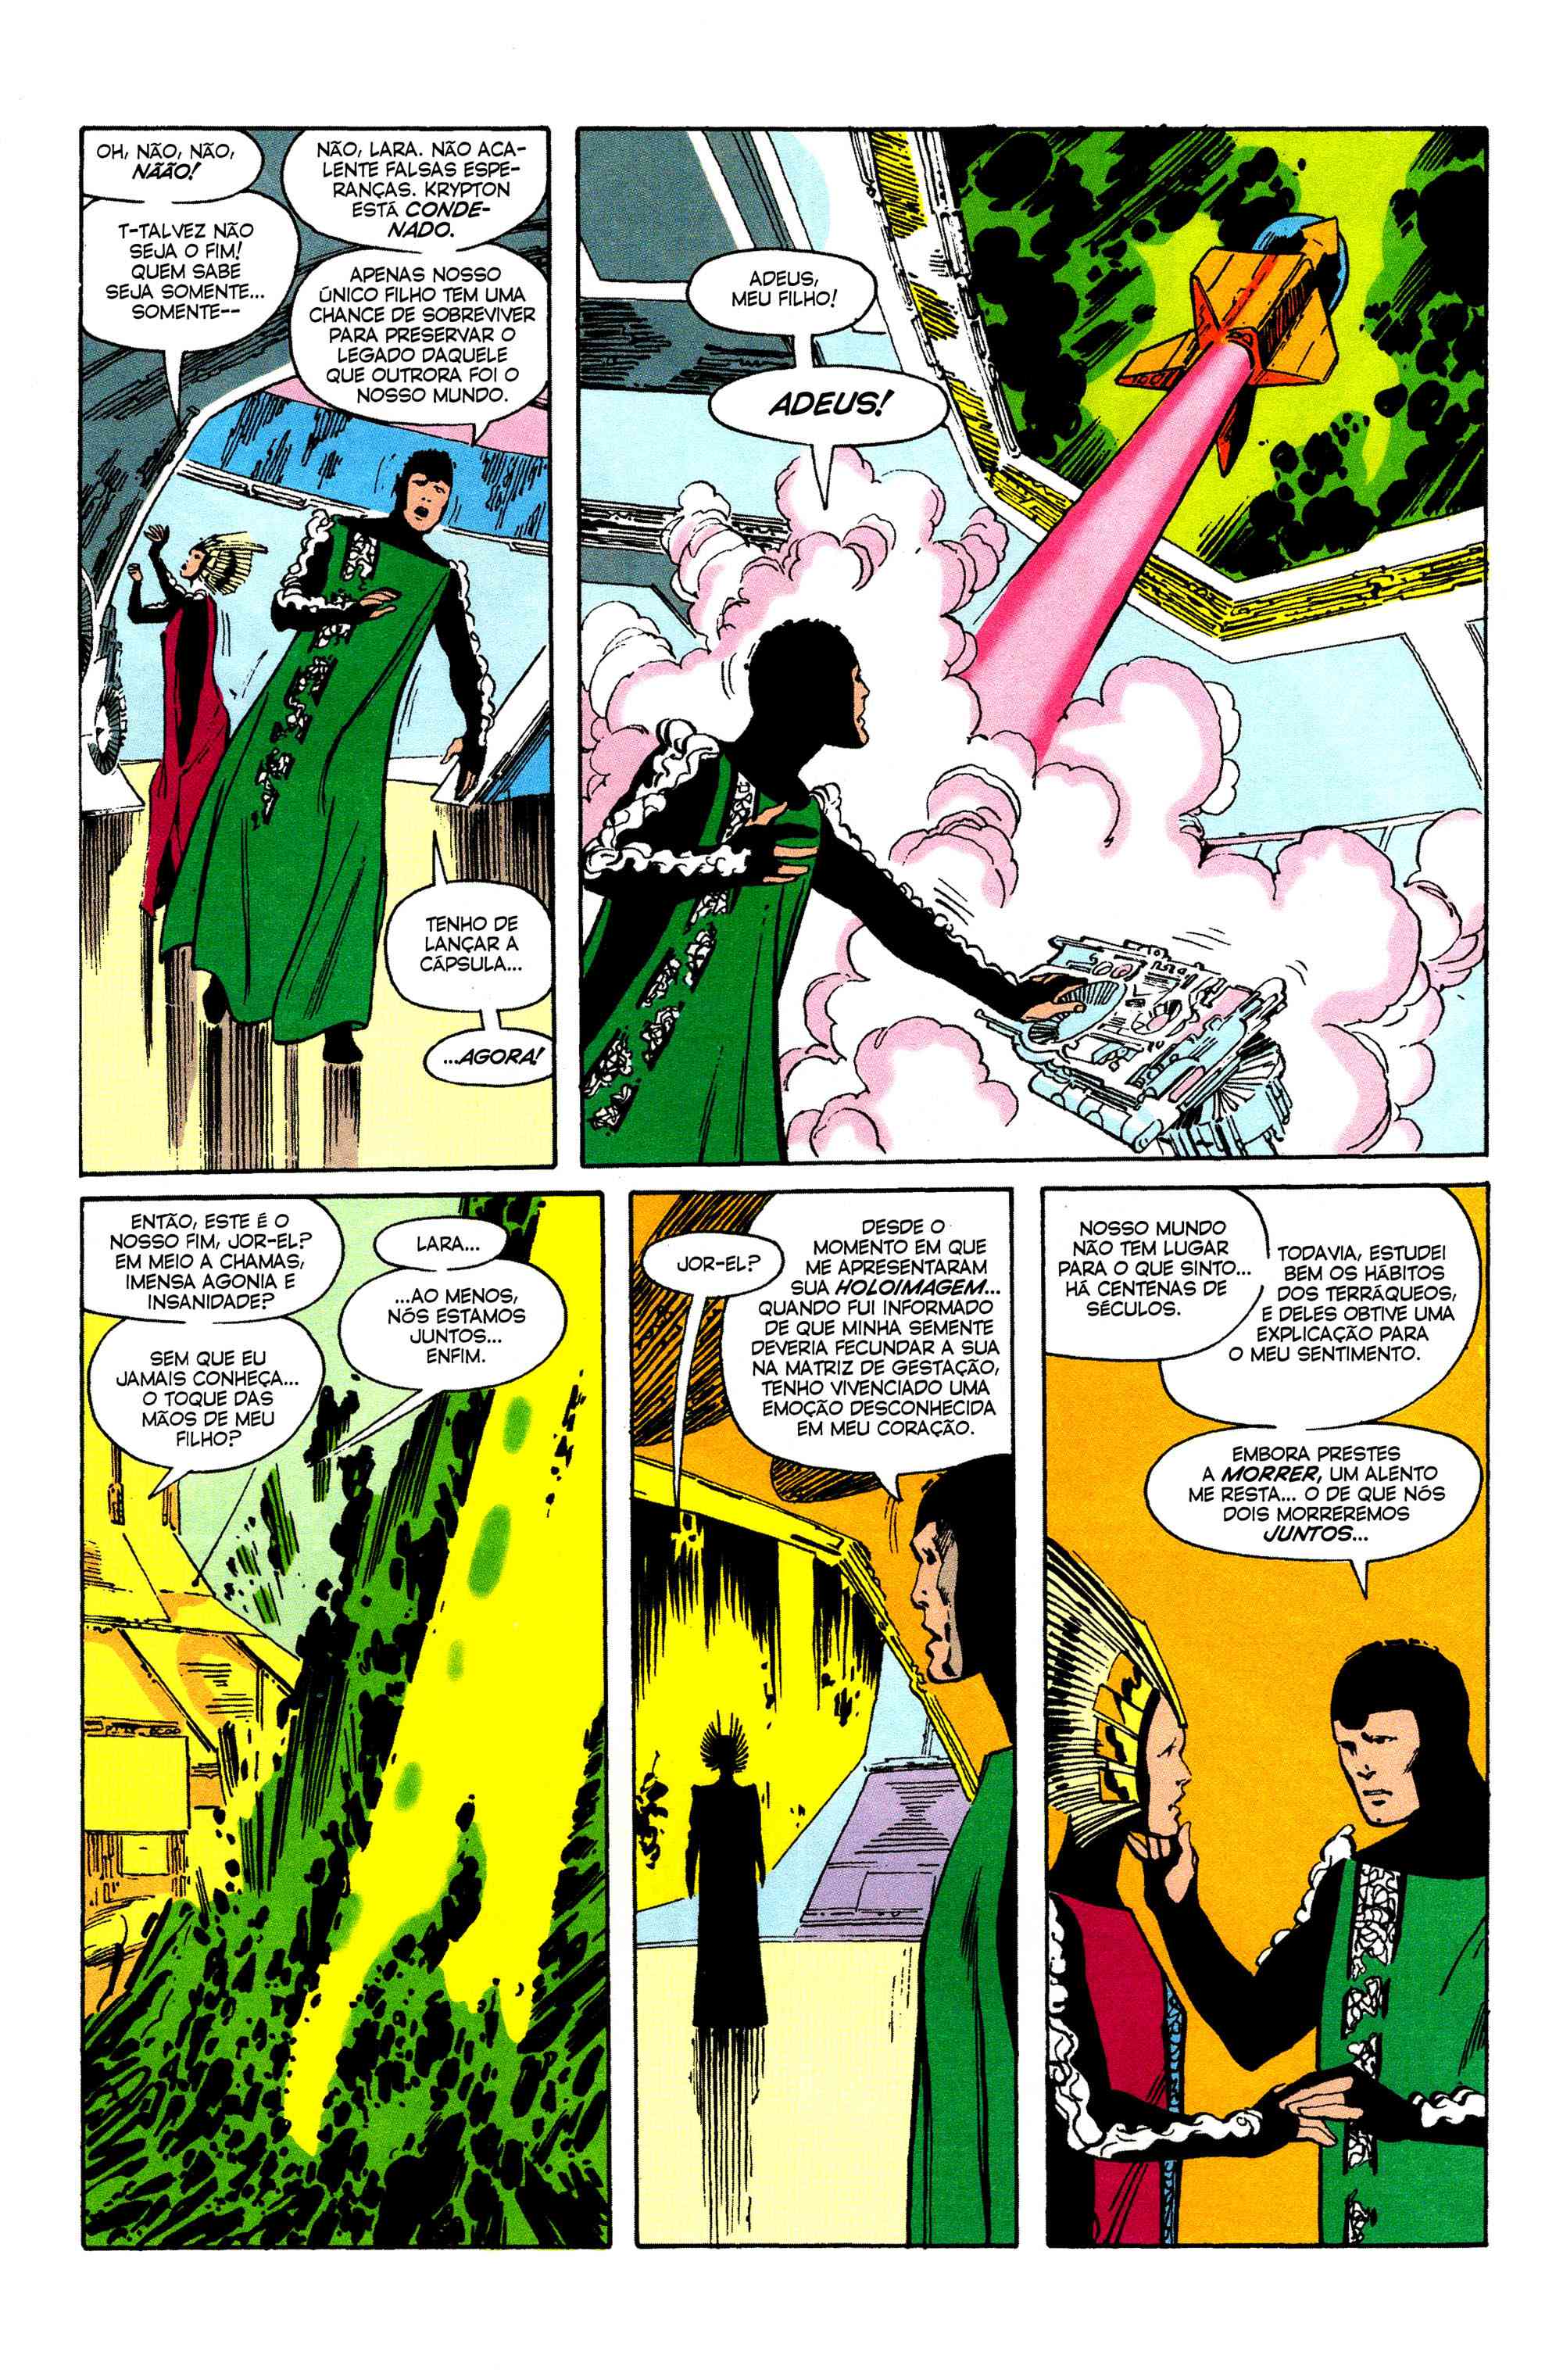 OH, NÃO, NÃO,
NÃÃO!
T-TALVEZ NÃO
SEJA O FIM!
QUEM SABE
SEJA SOMENTE...
SOMENTE--
NÃO, LARA. NÃO ACA-
LENTE FALSAS ESPE-
RANÇAS. KRYPTON
ESTÁ CONDE-
NADO.
APENAS NOSSO
ÚNICO FILHO TEM UMA
CHANCE DE SOBREVIVER
PARA PRESERVAR O
LEGADO DAQUELE
QUE OUTRORA FOI O
NOSSO MUNDO.
TENHO DE
LANÇAR A
CÁPSULA...
...AGORA!
ADEUS,
MEU FILHO!
ADEUS!
ENTÃO, ESTE É O
NOSSO FIM, JOR-EL?
EM MEIO A CHAMAS,
IMENSA AGONIA E
INSANIDADE?
SEM QUE EU
JAMAIS CONHEÇA...
O TOQUE DAS
MÃOS DE MEU
FILHO?
LARA...
...AO MENOS,
NÓS ESTAMOS
JUNTOS...
ENFIM.
JOR-EL?
DESDE O
MOMENTO EM QUE
ME APRESENTARAM
SUA HOLOIMAGEM...
QUANDO FUI INFORMADO
DE QUE MINHA SEMENTE
DEVERIA FECUNDAR A SUA
NA MATRIZ DE GESTAÇÃO,
TENHO VIVENCIADO UMA
EMOÇÃO DESCONHECIDA
EM MEU CORAÇÃO.
NOSSO MUNDO
NÃO TEM LUGAR
PARA O QUE SINTO...
HÁ CENTENAS DE
SÉCULOS.
TODAVIA, ESTUDEI
BEM OS HÁBITOS
DOS TERRÁQUEOS,
E DELES OBTIVE UMA
EXPLICAÇÃO PARA
O MEU SENTIMENTO.
EMBORA PRESTES
A MORRER, UM ALENTO
ME RESTA... O DE QUE NÓS
DOIS MORREREMOS
JUNTOS...